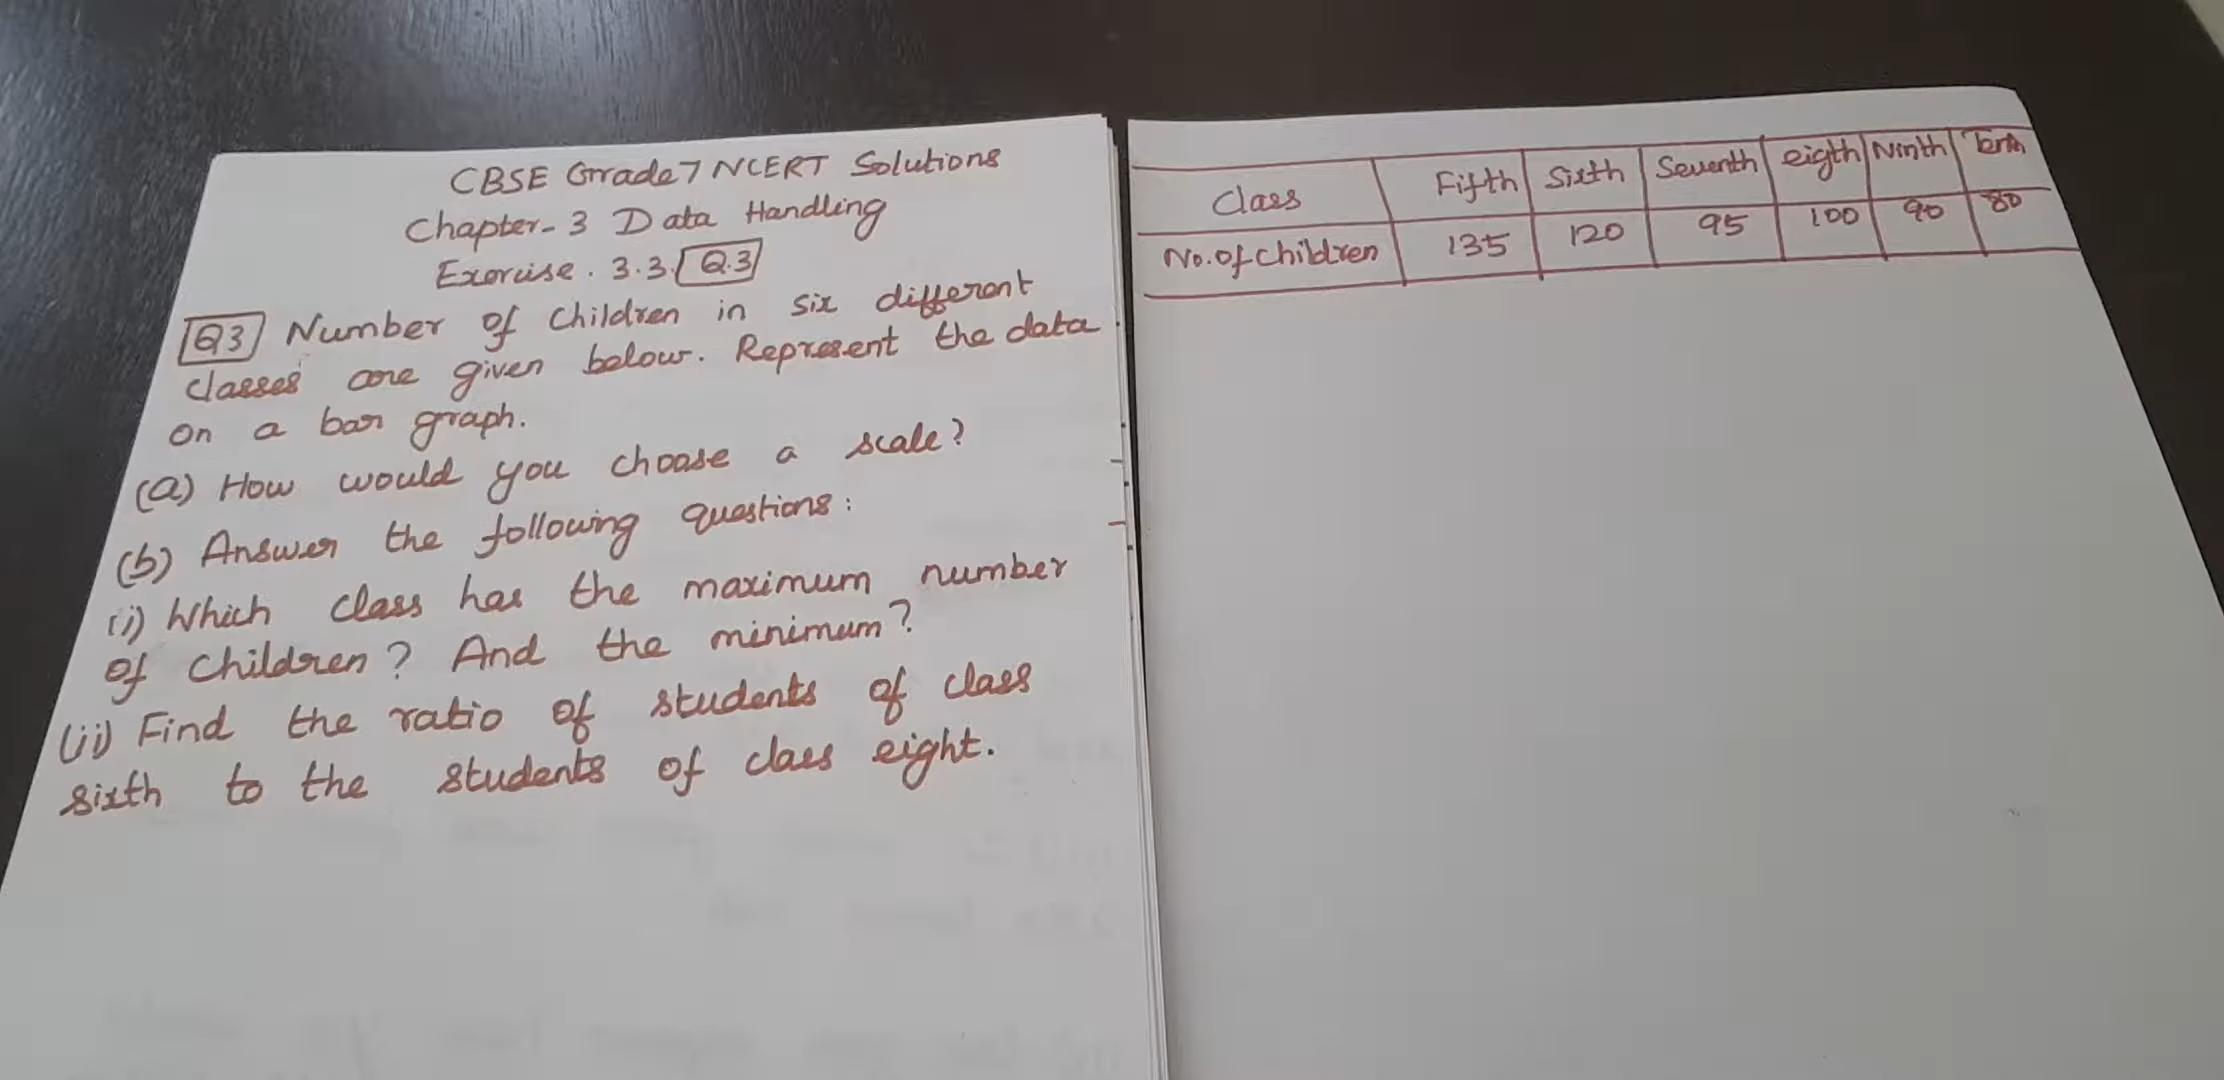 CBSE Grade 7 NCERT Solutions
Chapter-3 Data Handling
Exercise. 3.3. Q.3
Q3 Number of children in six different
classes are given below. Represent the data
on a bar graph.
(a) How would you choose a scale?
(b) Answer the following questions:
(i) Which class has the maximum number
of children? And the minimum?
(ii) Find the ratio of students of class
sixth to the students of class eight.
Class Fifth Sixth Seventh eigth Ninth Tenth
No. of children 135 120 95 100 90 80